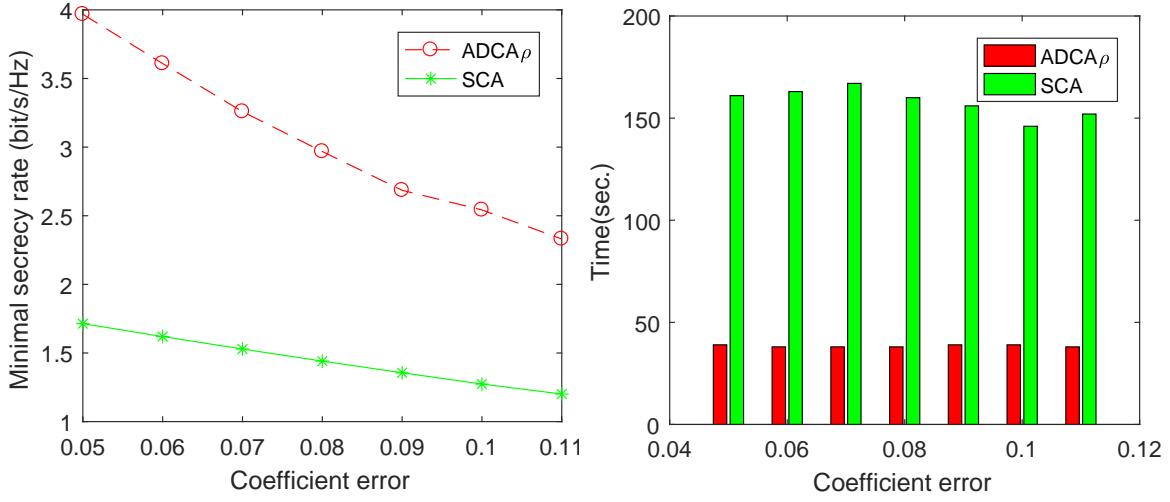 4
3.5
3
2.5
2
1.5
1
Minimal secrecy rate (bit/s/Hz)
ADCAρ
SCA
0.05 0.06 0.07 0.08 0.09 0.1 0.11
Coefficient error
200
150
100
50
0
Time(sec.)
ADCAρ
SCA
0.04 0.06 0.08 0.1 0.12
Coefficient error